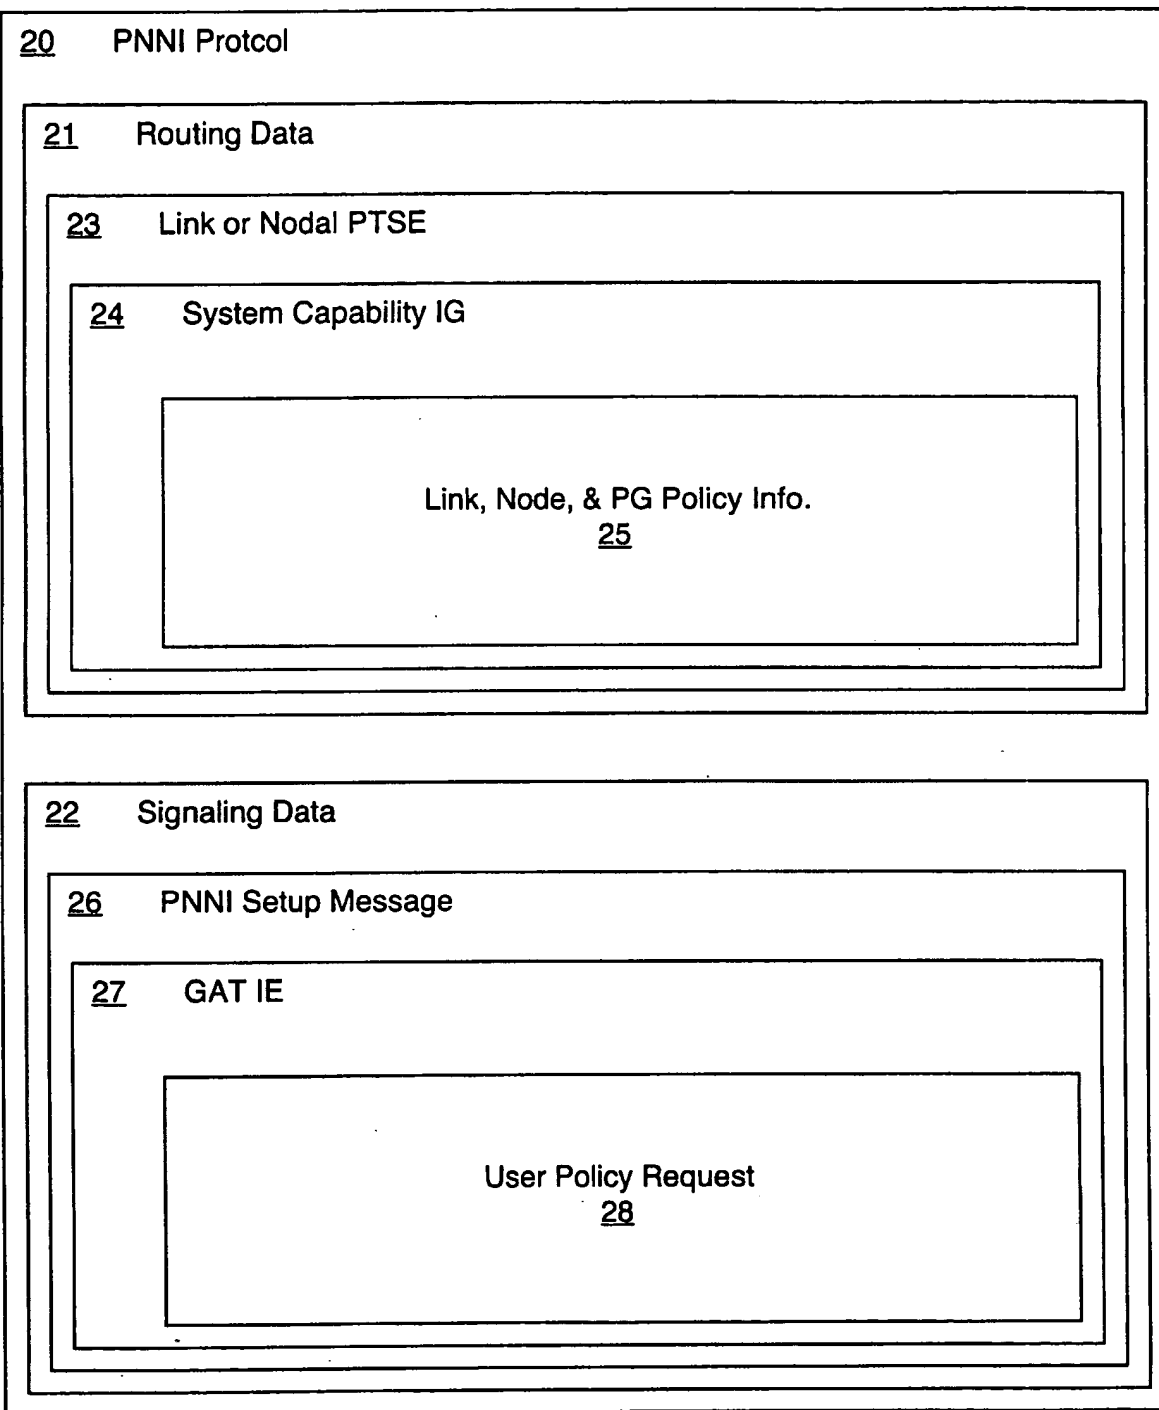 20 PNNI Protcol
21 Routing Data
23 Link or Nodal PTSE
24 System Capability IG
Link, Node, & PG Policy Info.
25
22 Signaling Data
26 PNNI Setup Message
27 GAT IE
User Policy Request
28